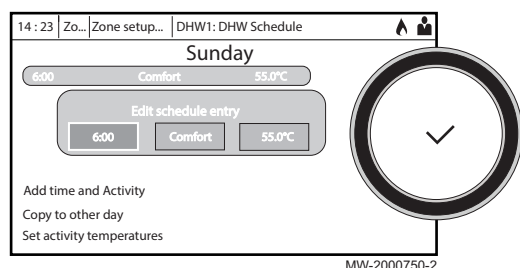 14 : 23 Zo... Zone setup... DHW1: DHW Schedule
Sunday
6:00 Comfort 55.0°C
Edit schedule entry
6:00 Comfort 55.0°C
Add time and Activity
Copy to other day
Set activity temperatures
MW-2000750-2